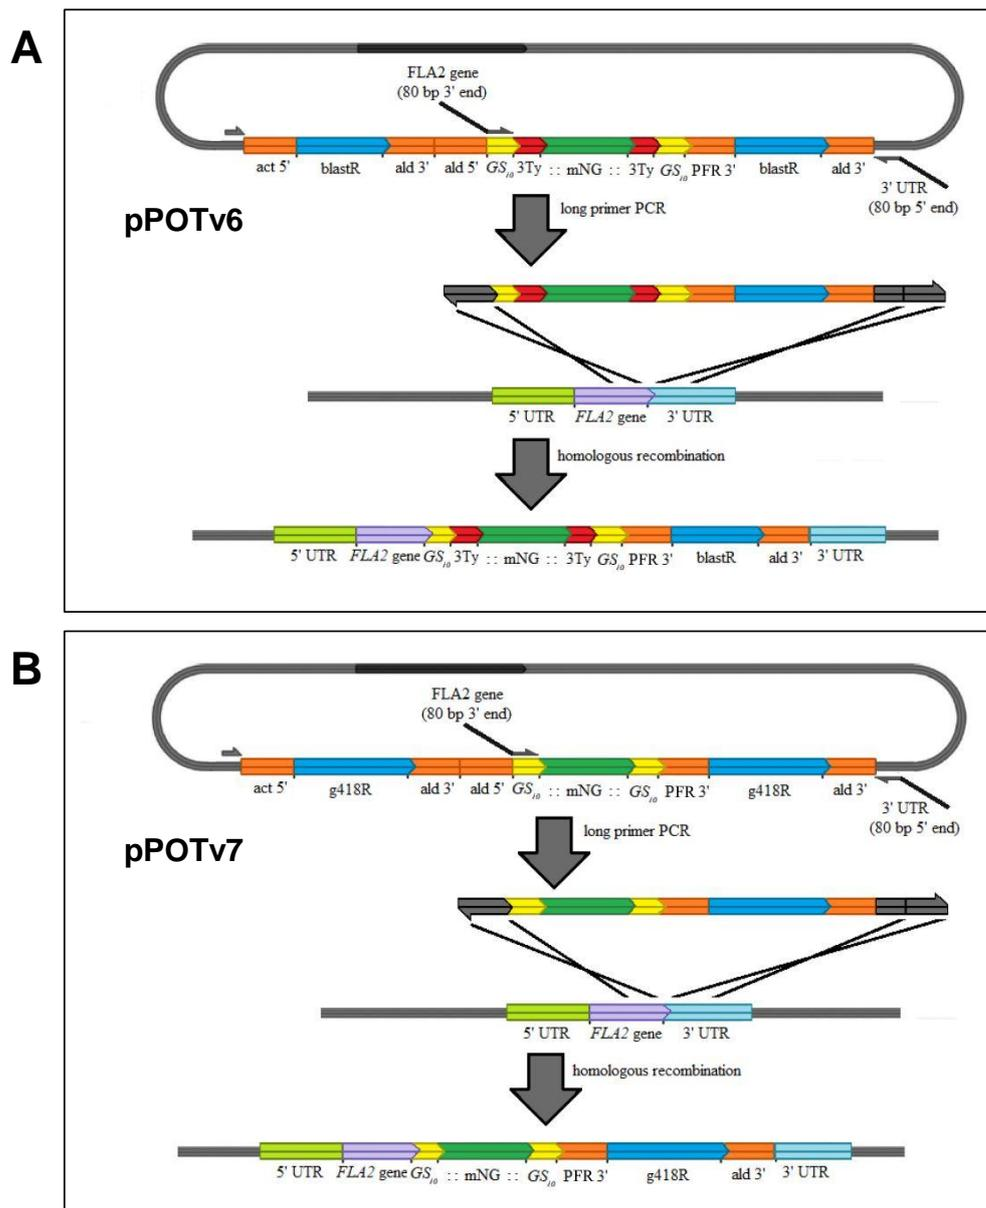 A
FLA2 gene
(80 bp 3' end)
act 5' blastR ald 3' ald 5' GS10 3Ty :: mNG :: 3Ty GS10 PFR 3' blastR ald 3'
3' UTR
(80 bp 5' end)
pPOTv6
long primer PCR
5' UTR FLA2 gene 3' UTR
homologous recombination
5' UTR FLA2 gene GS10 3Ty :: mNG :: 3Ty GS10 PFR 3' blastR ald 3' 3' UTR
B
FLA2 gene
(80 bp 3' end)
act 5' g418R ald 3' ald 5' GS10 :: mNG :: GS10 PFR 3' g418R ald 3'
3' UTR
(80 bp 5' end)
pPOTv7
long primer PCR
5' UTR FLA2 gene 3' UTR
homologous recombination
5' UTR FLA2 gene GS10 :: mNG :: GS10 PFR 3' g418R ald 3' 3' UTR